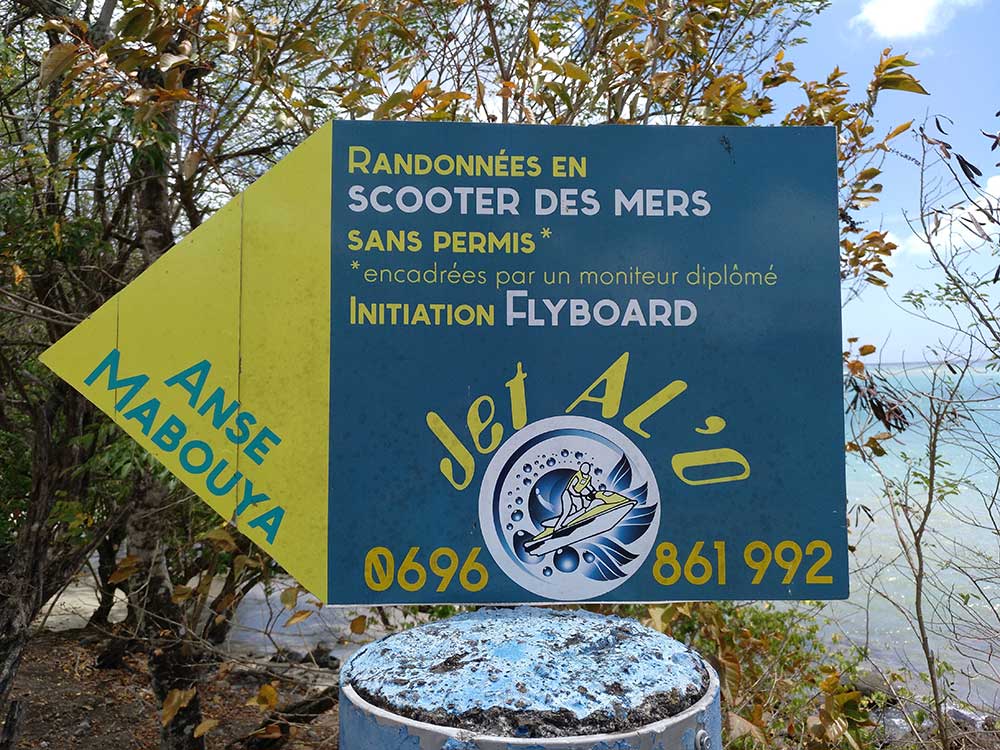 RANDONNÉES EN
SCOOTER DES MERS
SANS PERMIS*
*encadrées par un moniteur diplômé
INITIATION FLYBOARD
Jet AL'O
0696 861 992
ANSE
MABOUYA